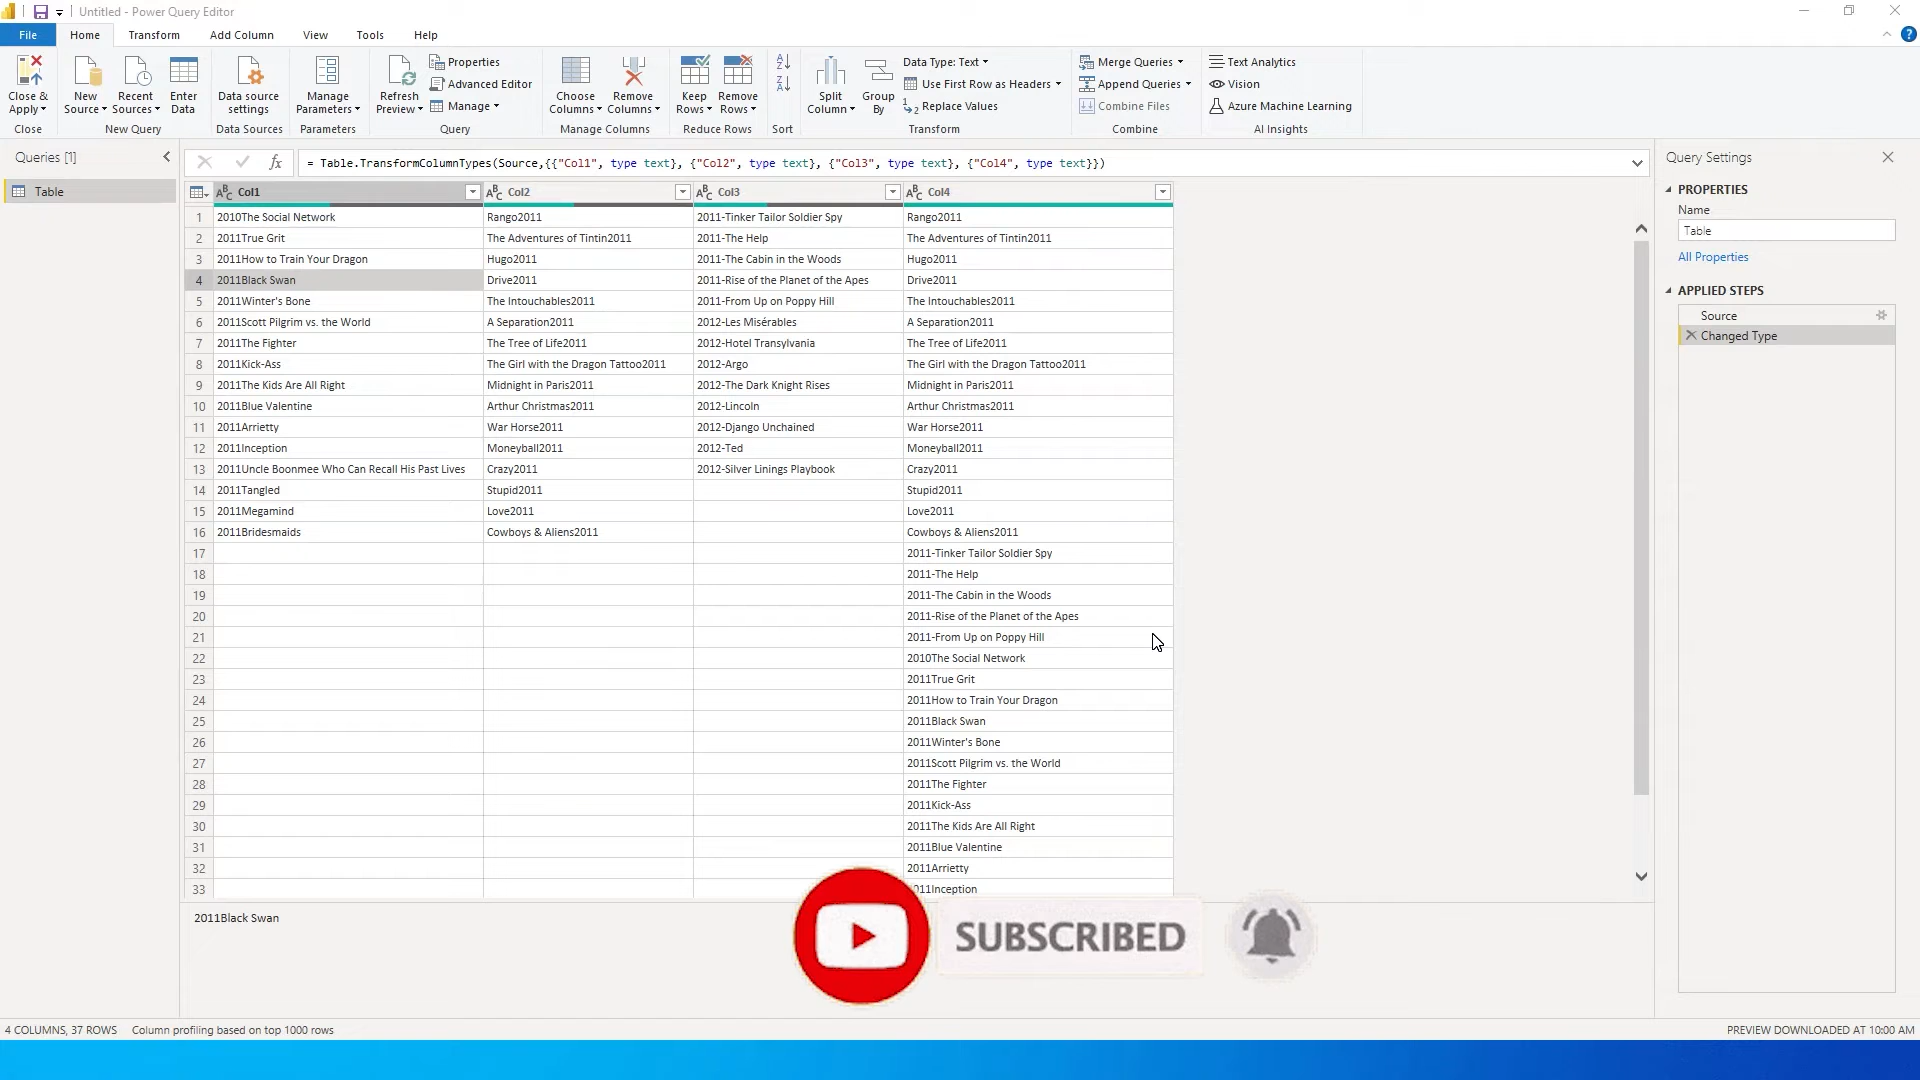 Untitled - Power Query Editor
File Home Transform Add Column View Tools Help
Close & Apply
New Source
Recent Sources
Enter Data
Data source settings
Manage Parameters
Refresh Preview
Properties
Advanced Editor
Manage
Choose Columns
Remove Columns
Keep Rows
Remove Rows
Split Column
Group By
Data Type: Text
Use First Row as Headers
Replace Values
Merge Queries
Append Queries
Combine Files
Text Analytics
Vision
Azure Machine Learning
Close New Query Data Sources Parameters Query Manage Columns Reduce Rows Sort Transform Combine AI Insights
Queries [1]
Table
= Table.TransformColumnTypes(Source,{{"Col1", type text}, {"Col2", type text}, {"Col3", type text}, {"Col4", type text}})
Col1 Col2 Col3 Col4
1 2010The Social Network Rango2011 2011-Tinker Tailor Soldier Spy Rango2011
2 2011True Grit The Adventures of Tintin2011 2011-The Help The Adventures of Tintin2011
3 2011How to Train Your Dragon Hugo2011 2011-The Cabin in the Woods Hugo2011
4 2011Black Swan Drive2011 2011-Rise of the Planet of the Apes Drive2011
5 2011Winter's Bone The Intouchables2011 2011-From Up on Poppy Hill The Intouchables2011
6 2011Scott Pilgrim vs. the World A Separation2011 2012-Les Misérables A Separation2011
7 2011The Fighter The Tree of Life2011 2012-Hotel Transylvania The Tree of Life2011
8 2011Kick-Ass The Girl with the Dragon Tattoo2011 2012-Argo The Girl with the Dragon Tattoo2011
9 2011The Kids Are All Right Midnight in Paris2011 2012-The Dark Knight Rises Midnight in Paris2011
10 2011Blue Valentine Arthur Christmas2011 2012-Lincoln Arthur Christmas2011
11 2011Arrietty War Horse2011 2012-Django Unchained War Horse2011
12 2011Inception Moneyball2011 2012-Ted Moneyball2011
13 2011Uncle Boonmee Who Can Recall His Past Lives Crazy2011 2012-Silver Linings Playbook Crazy2011
14 2011Tangled Stupid2011 Stupid2011
15 2011Megamind Love2011 Love2011
16 2011Bridesmaids Cowboys & Aliens2011 Cowboys & Aliens2011
17 2011-Tinker Tailor Soldier Spy
18 2011-The Help
19 2011-The Cabin in the Woods
20 2011-Rise of the Planet of the Apes
21 2011-From Up on Poppy Hill
22 2010The Social Network
23 2011True Grit
24 2011How to Train Your Dragon
25 2011Black Swan
26 2011Winter's Bone
27 2011Scott Pilgrim vs. the World
28 2011The Fighter
29 2011Kick-Ass
30 2011The Kids Are All Right
31 2011Blue Valentine
32 2011Arrietty
33 011Inception
2011Black Swan
SUBSCRIBED
Query Settings
PROPERTIES
Name
Table
All Properties
APPLIED STEPS
Source
Changed Type
4 COLUMNS, 37 ROWS Column profiling based on top 1000 rows
PREVIEW DOWNLOADED AT 10:00 AM